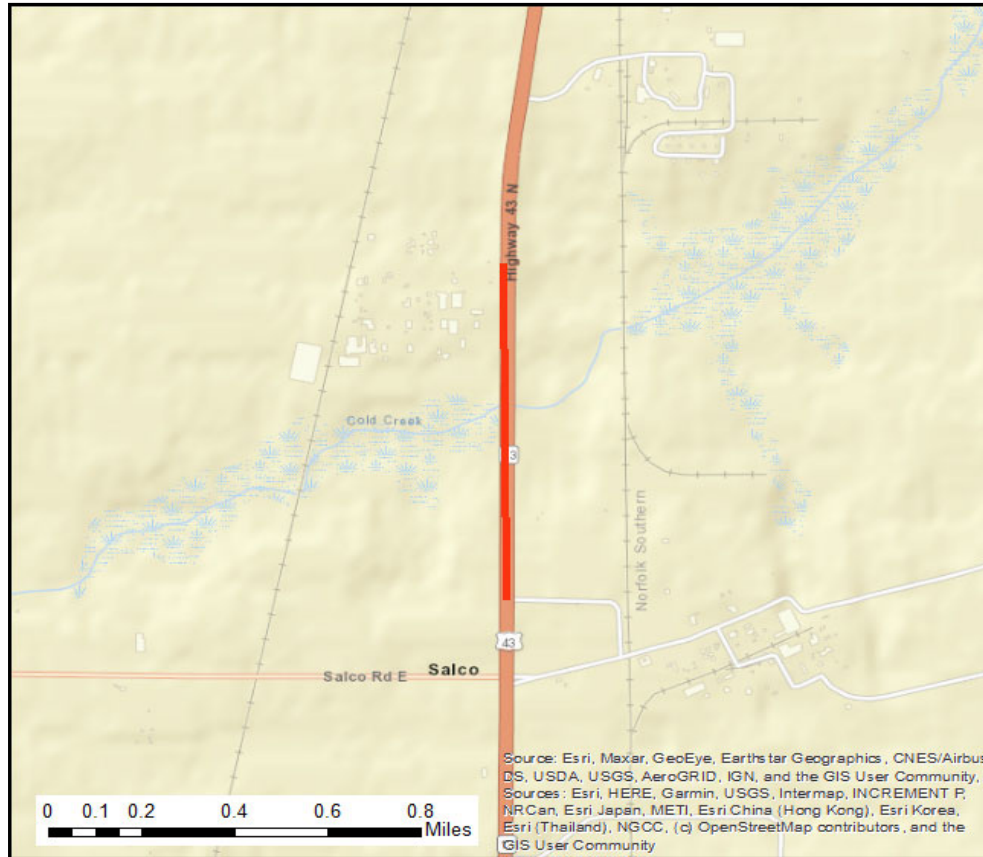 Highway 43 N
Cold Creek
3
Norfolk Southern
43
Salco
Salco Rd E
Source: Esri, Maxar, GeoEye, Earthstar Geographics, CNES/Airbus
DS, USDA, USGS, AeroGRID, IGN, and the GIS User Community,
Sources: Esri, HERE, Garmin, USGS, Intermap, INCREMENT P,
NRCan, Esri Japan, METI, Esri China (Hong Kong), Esri Korea,
Esri (Thailand), NGCC, (c) OpenStreetMap contributors, and the
GIS User Community
0 0.1 0.2 0.4 0.6 0.8
Miles